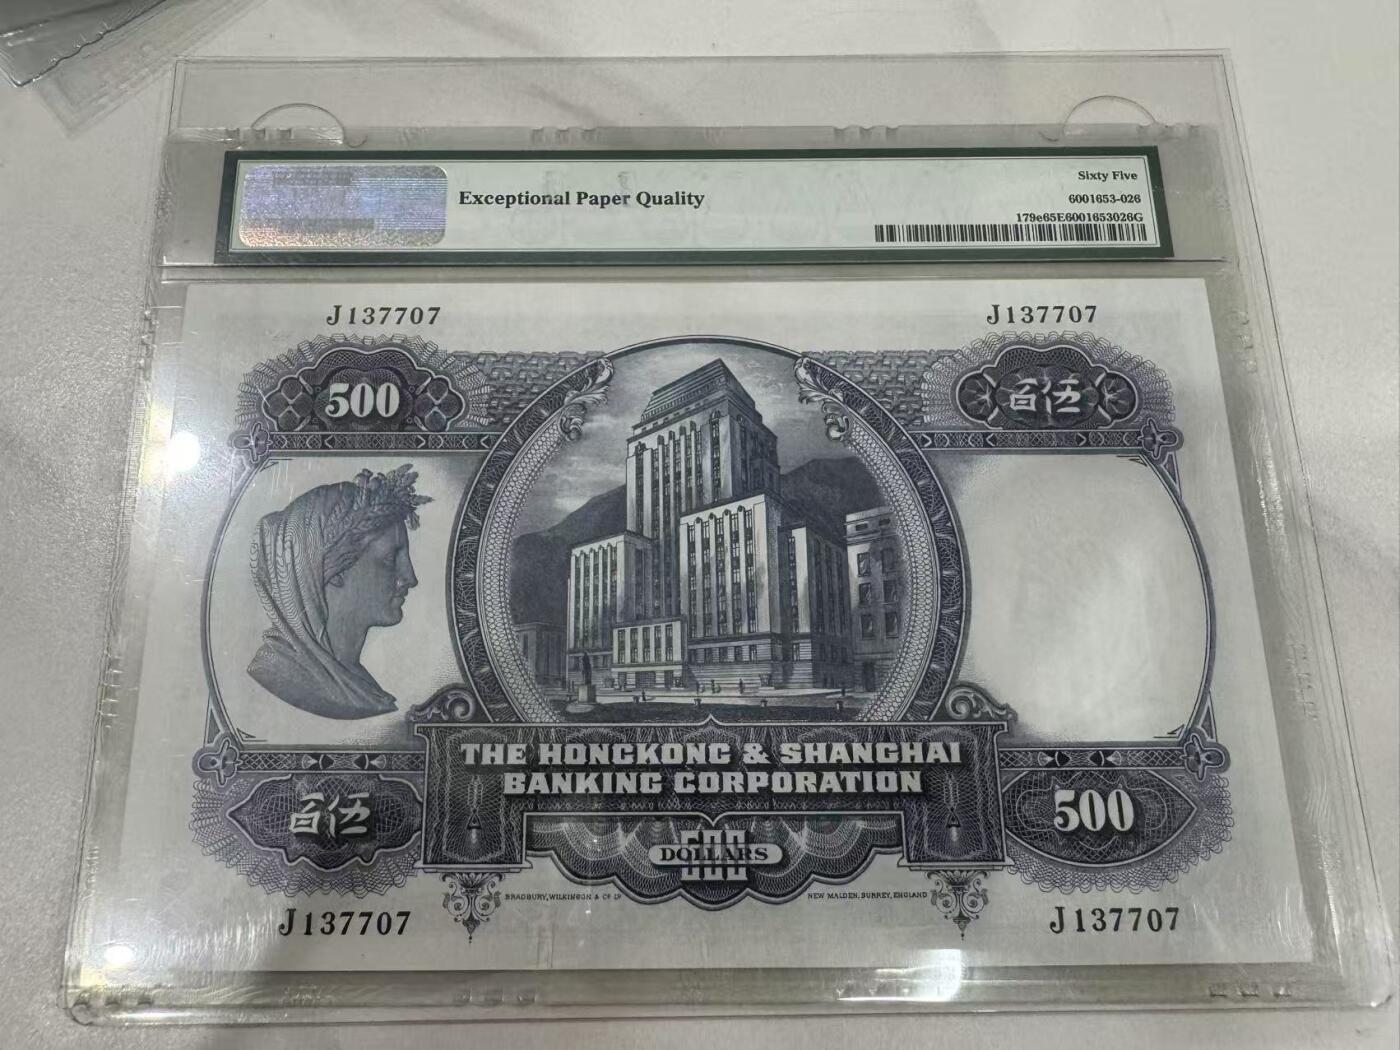 Exceptional Paper Quality
Sixty Five
6001653-026
179e65E6001653026G
J137707
J137707
500
百伍
THE HONGKONG & SHANGHAI
BANKING CORPORATION
百伍
500
500
DOLLARS
BRADBURY, WILKINSON & Cº Lᴰ
NEW MALDEN, SURREY, ENGLAND
J137707
J137707